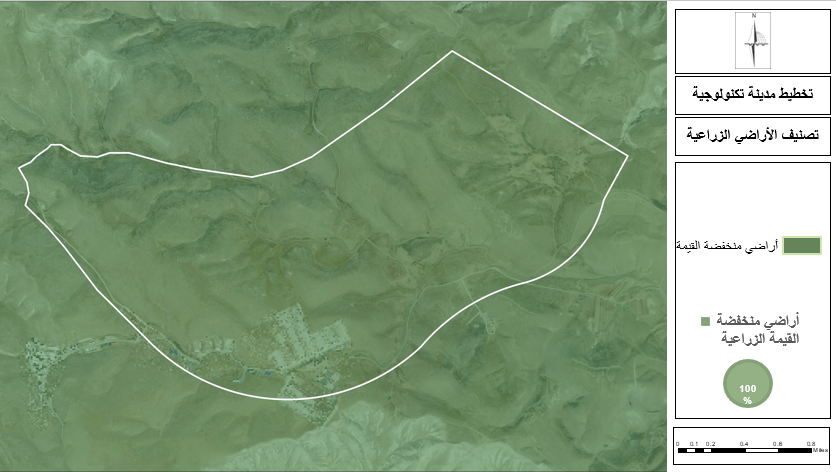 N
تخطيط مدينة تكنولوجية
تصنيف الأراضي الزراعية
أراضي منخفضة القيمة
أراضي منخفضة
القيمة الزراعية
100
%
0 0.1 0.2 0.4 0.6 0.8
Miles